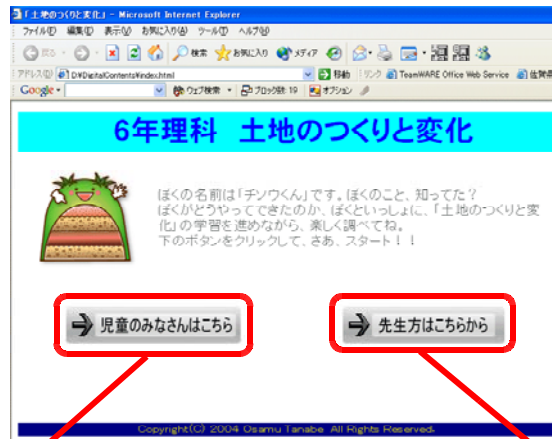 「土地のつくりと変化」 - Microsoft Internet Explorer
ファイル(F) 編集(E) 表示(V) お気に入り(A) ツール(T) ヘルプ(H)
戻る 検索 お気に入り メディア
アドレス(D) D:¥DigitalContents¥index.html 移動 リンク TeamWARE Office Web Service 佐賀県
Google ウェブ検索 ブロック数: 19 オプション
6年理科 土地のつくりと変化
ぼくの名前は「チソウくん」です。ぼくのこと、知ってた？
ぼくがどうやってできたのか、ぼくといっしょに、「土地のつくりと変
化」の学習を進めながら、楽しく調べてね。
下のボタンをクリックして、さあ、スタート！！
児童のみなさんはこちら 先生方はこちらから
Copyright(C) 2004 Osamu Tanabe All Rights Reserved.